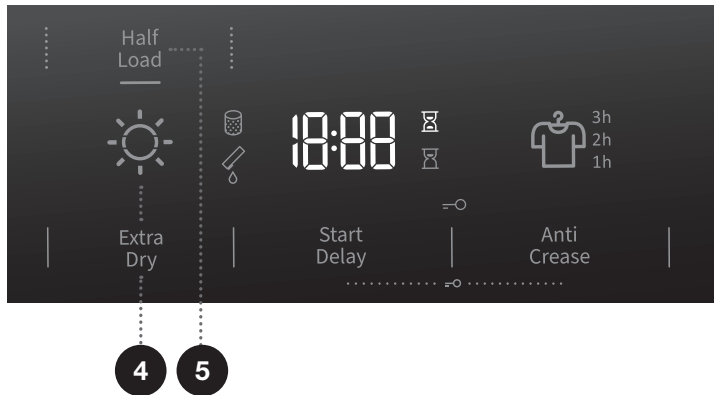 Half
Load
18:88
3h
2h
1h
Extra
Dry
Start
Delay
Anti
Crease
4
5